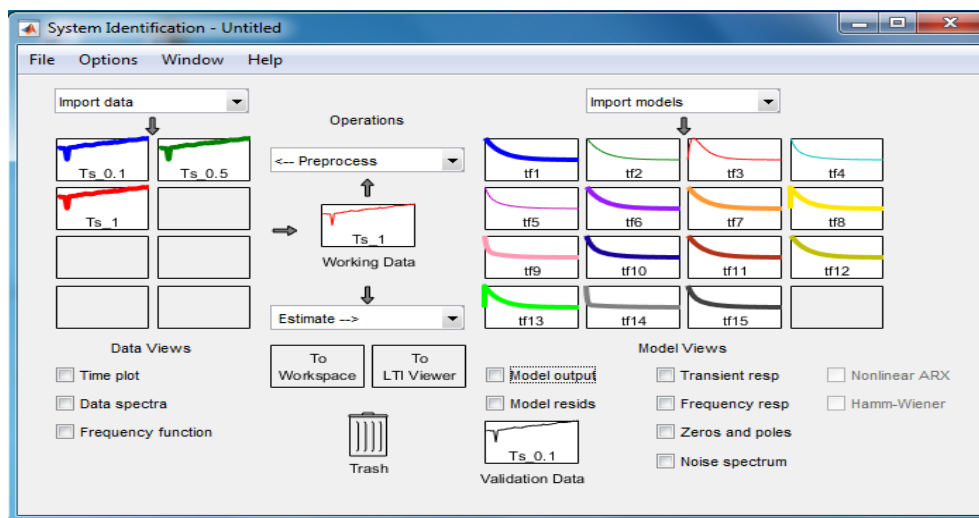 System Identification - Untitled
File Options Window Help
Import data
Import models
Operations
Ts_0.1 Ts_0.5
<-- Preprocess
tf1 tf2 tf3 tf4
Ts_1
Ts_1
tf5 tf6 tf7 tf8
Working Data
tf9 tf10 tf11 tf12
Estimate -->
tf13 tf14 tf15
Data Views
Model Views
To Workspace
To LTI Viewer
Time plot
Data spectra
Frequency function
Model output
Model resids
Transient resp
Frequency resp
Zeros and poles
Noise spectrum
Nonlinear ARX
Hamm-Wiener
Trash
Ts_0.1
Validation Data